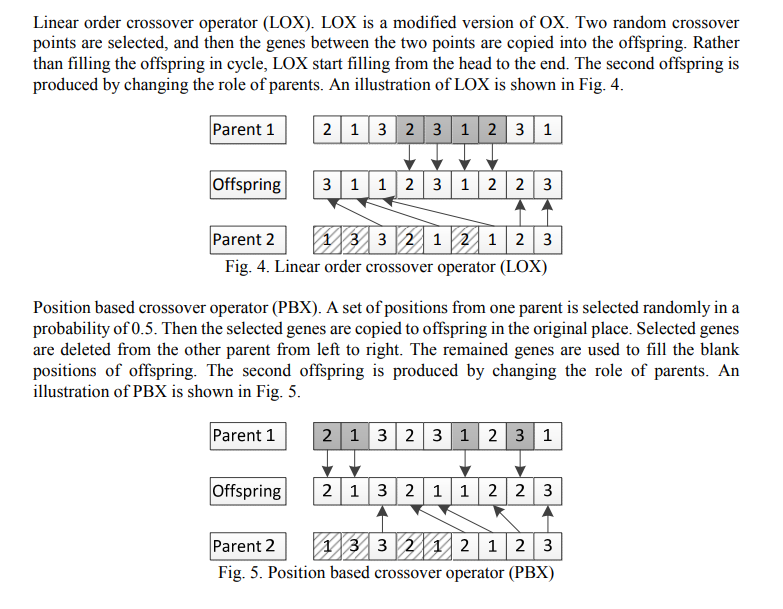 Linear order crossover operator (LOX). LOX is a modified version of OX. Two random crossover
points are selected, and then the genes between the two points are copied into the offspring. Rather
than filling the offspring in cycle, LOX start filling from the head to the end. The second offspring is
produced by changing the role of parents. An illustration of LOX is shown in Fig. 4.
Parent 1 2 1 3 2 3 1 2 3 1
Offspring 3 1 1 2 3 1 2 2 3
Parent 2 1 3 3 2 1 2 1 2 3
Fig. 4. Linear order crossover operator (LOX)
Position based crossover operator (PBX). A set of positions from one parent is selected randomly in a
probability of 0.5. Then the selected genes are copied to offspring in the original place. Selected genes
are deleted from the other parent from left to right. The remained genes are used to fill the blank
positions of offspring. The second offspring is produced by changing the role of parents. An
illustration of PBX is shown in Fig. 5.
Parent 1 2 1 3 2 3 1 2 3 1
Offspring 2 1 3 2 1 1 2 2 3
Parent 2 1 3 3 2 1 2 1 2 3
Fig. 5. Position based crossover operator (PBX)